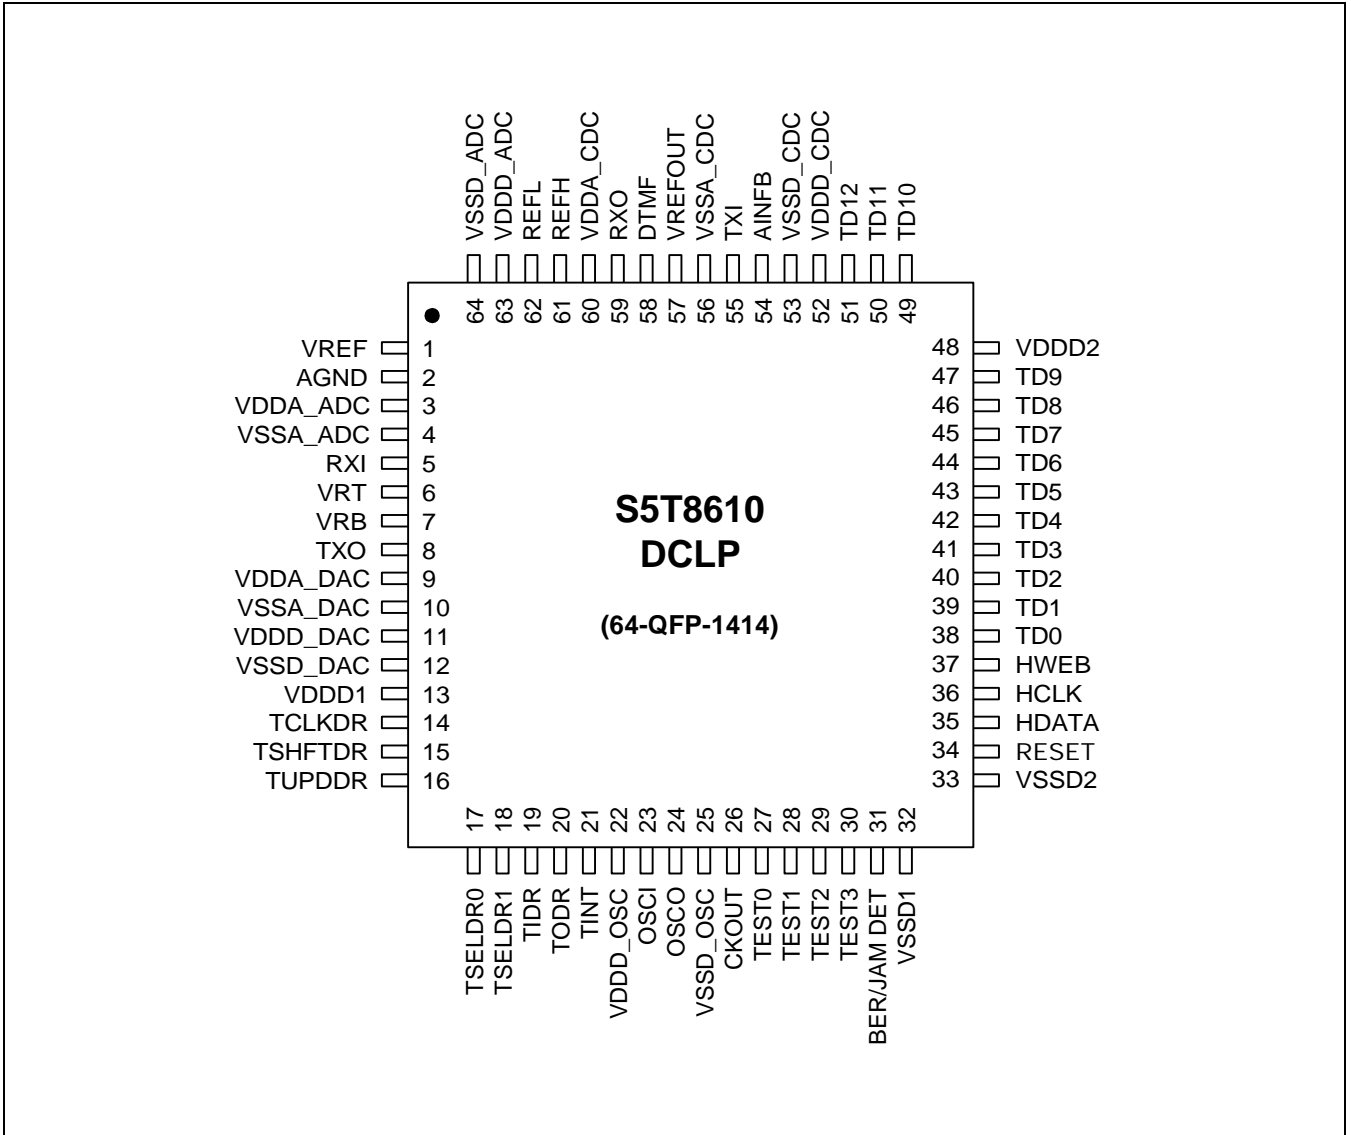 VSSD_ADC
VDDD_ADC
REFL
REFH
VDDA_CDC
RXO
DTMF
VREFOUT
VSSA_CDC
TXI
AINFB
VSSD_CDC
VDDD_CDC
TD12
TD11
TD10
64
63
62
61
60
59
58
57
56
55
54
53
52
51
50
49
VREF 1
AGND 2
VDDA_ADC 3
VSSA_ADC 4
RXI 5
VRT 6
VRB 7
TXO 8
VDDA_DAC 9
VSSA_DAC 10
VDDD_DAC 11
VSSD_DAC 12
VDDD1 13
TCLKDR 14
TSHFTDR 15
TUPDDR 16
S5T8610
DCLP
(64-QFP-1414)
48 VDDD2
47 TD9
46 TD8
45 TD7
44 TD6
43 TD5
42 TD4
41 TD3
40 TD2
39 TD1
38 TD0
37 HWEB
36 HCLK
35 HDATA
34 RESET
33 VSSD2
17
18
19
20
21
22
23
24
25
26
27
28
29
30
31
32
TSELDR0
TSELDR1
TIDR
TODR
TINT
VDDD_OSC
OSCI
OSCO
VSSD_OSC
CKOUT
TEST0
TEST1
TEST2
TEST3
BER/JAM DET
VSSD1